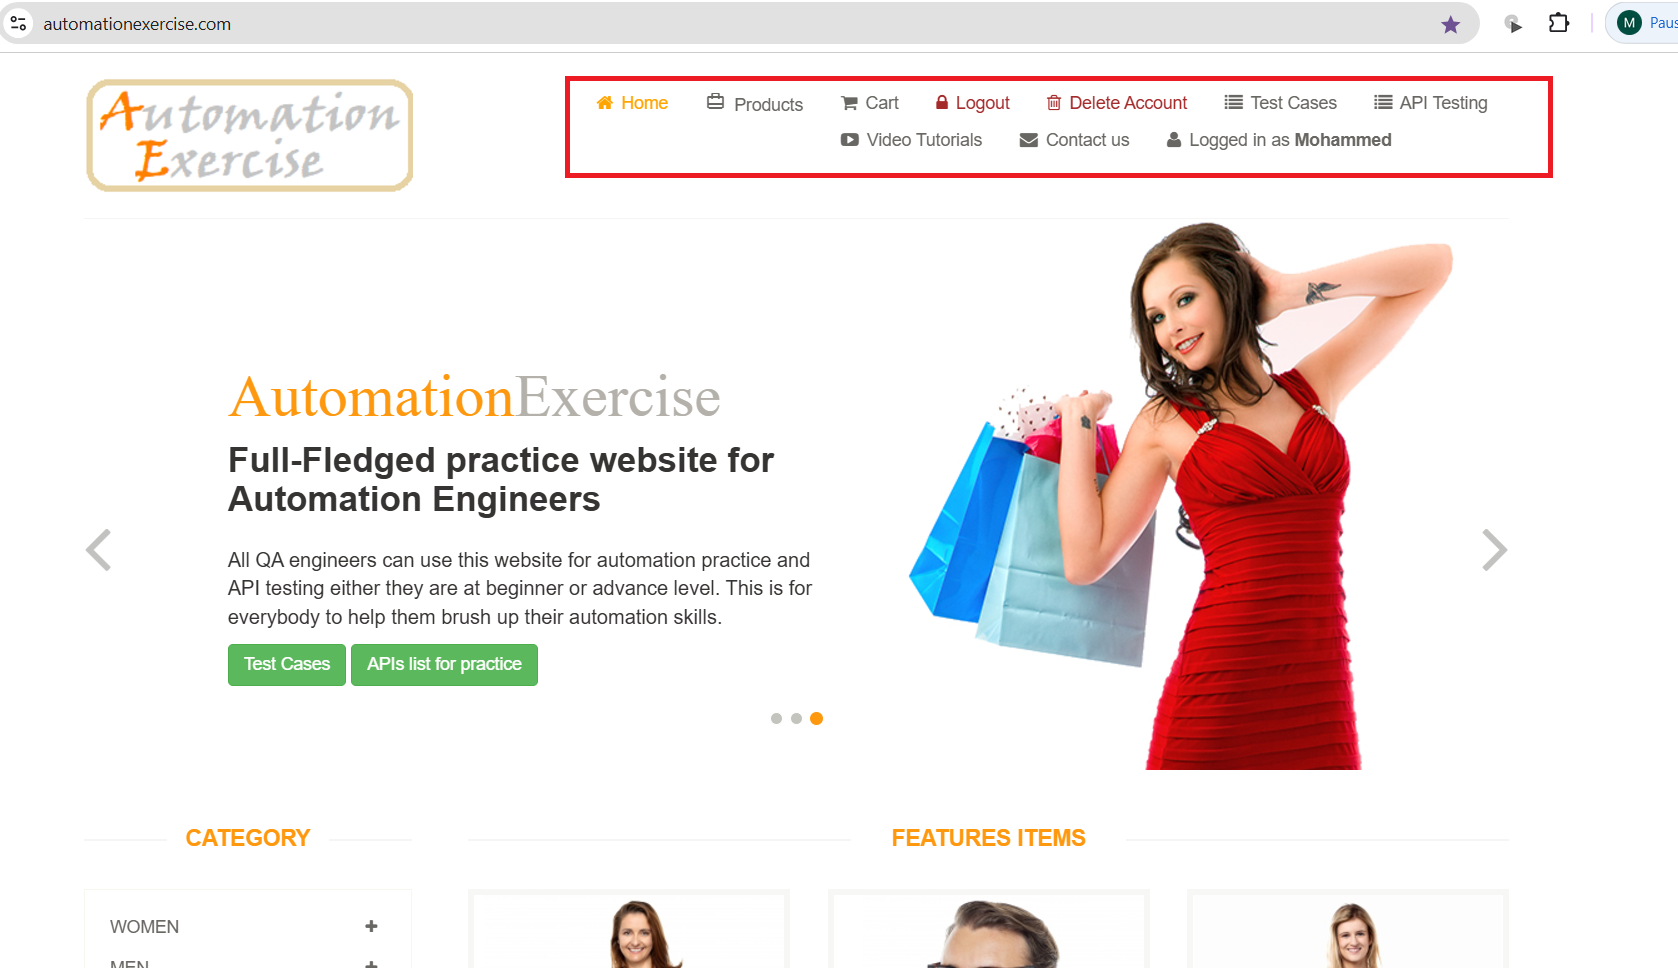 automationexercise.com
M Paus
Automation
Exercise
Home Products Cart Logout Delete Account Test Cases API Testing
Video Tutorials Contact us Logged in as Mohammed
AutomationExercise
Full-Fledged practice website for
Automation Engineers
All QA engineers can use this website for automation practice and
API testing either they are at beginner or advance level. This is for
everybody to help them brush up their automation skills.
Test Cases APIs list for practice
CATEGORY
FEATURES ITEMS
WOMEN +
MEN +